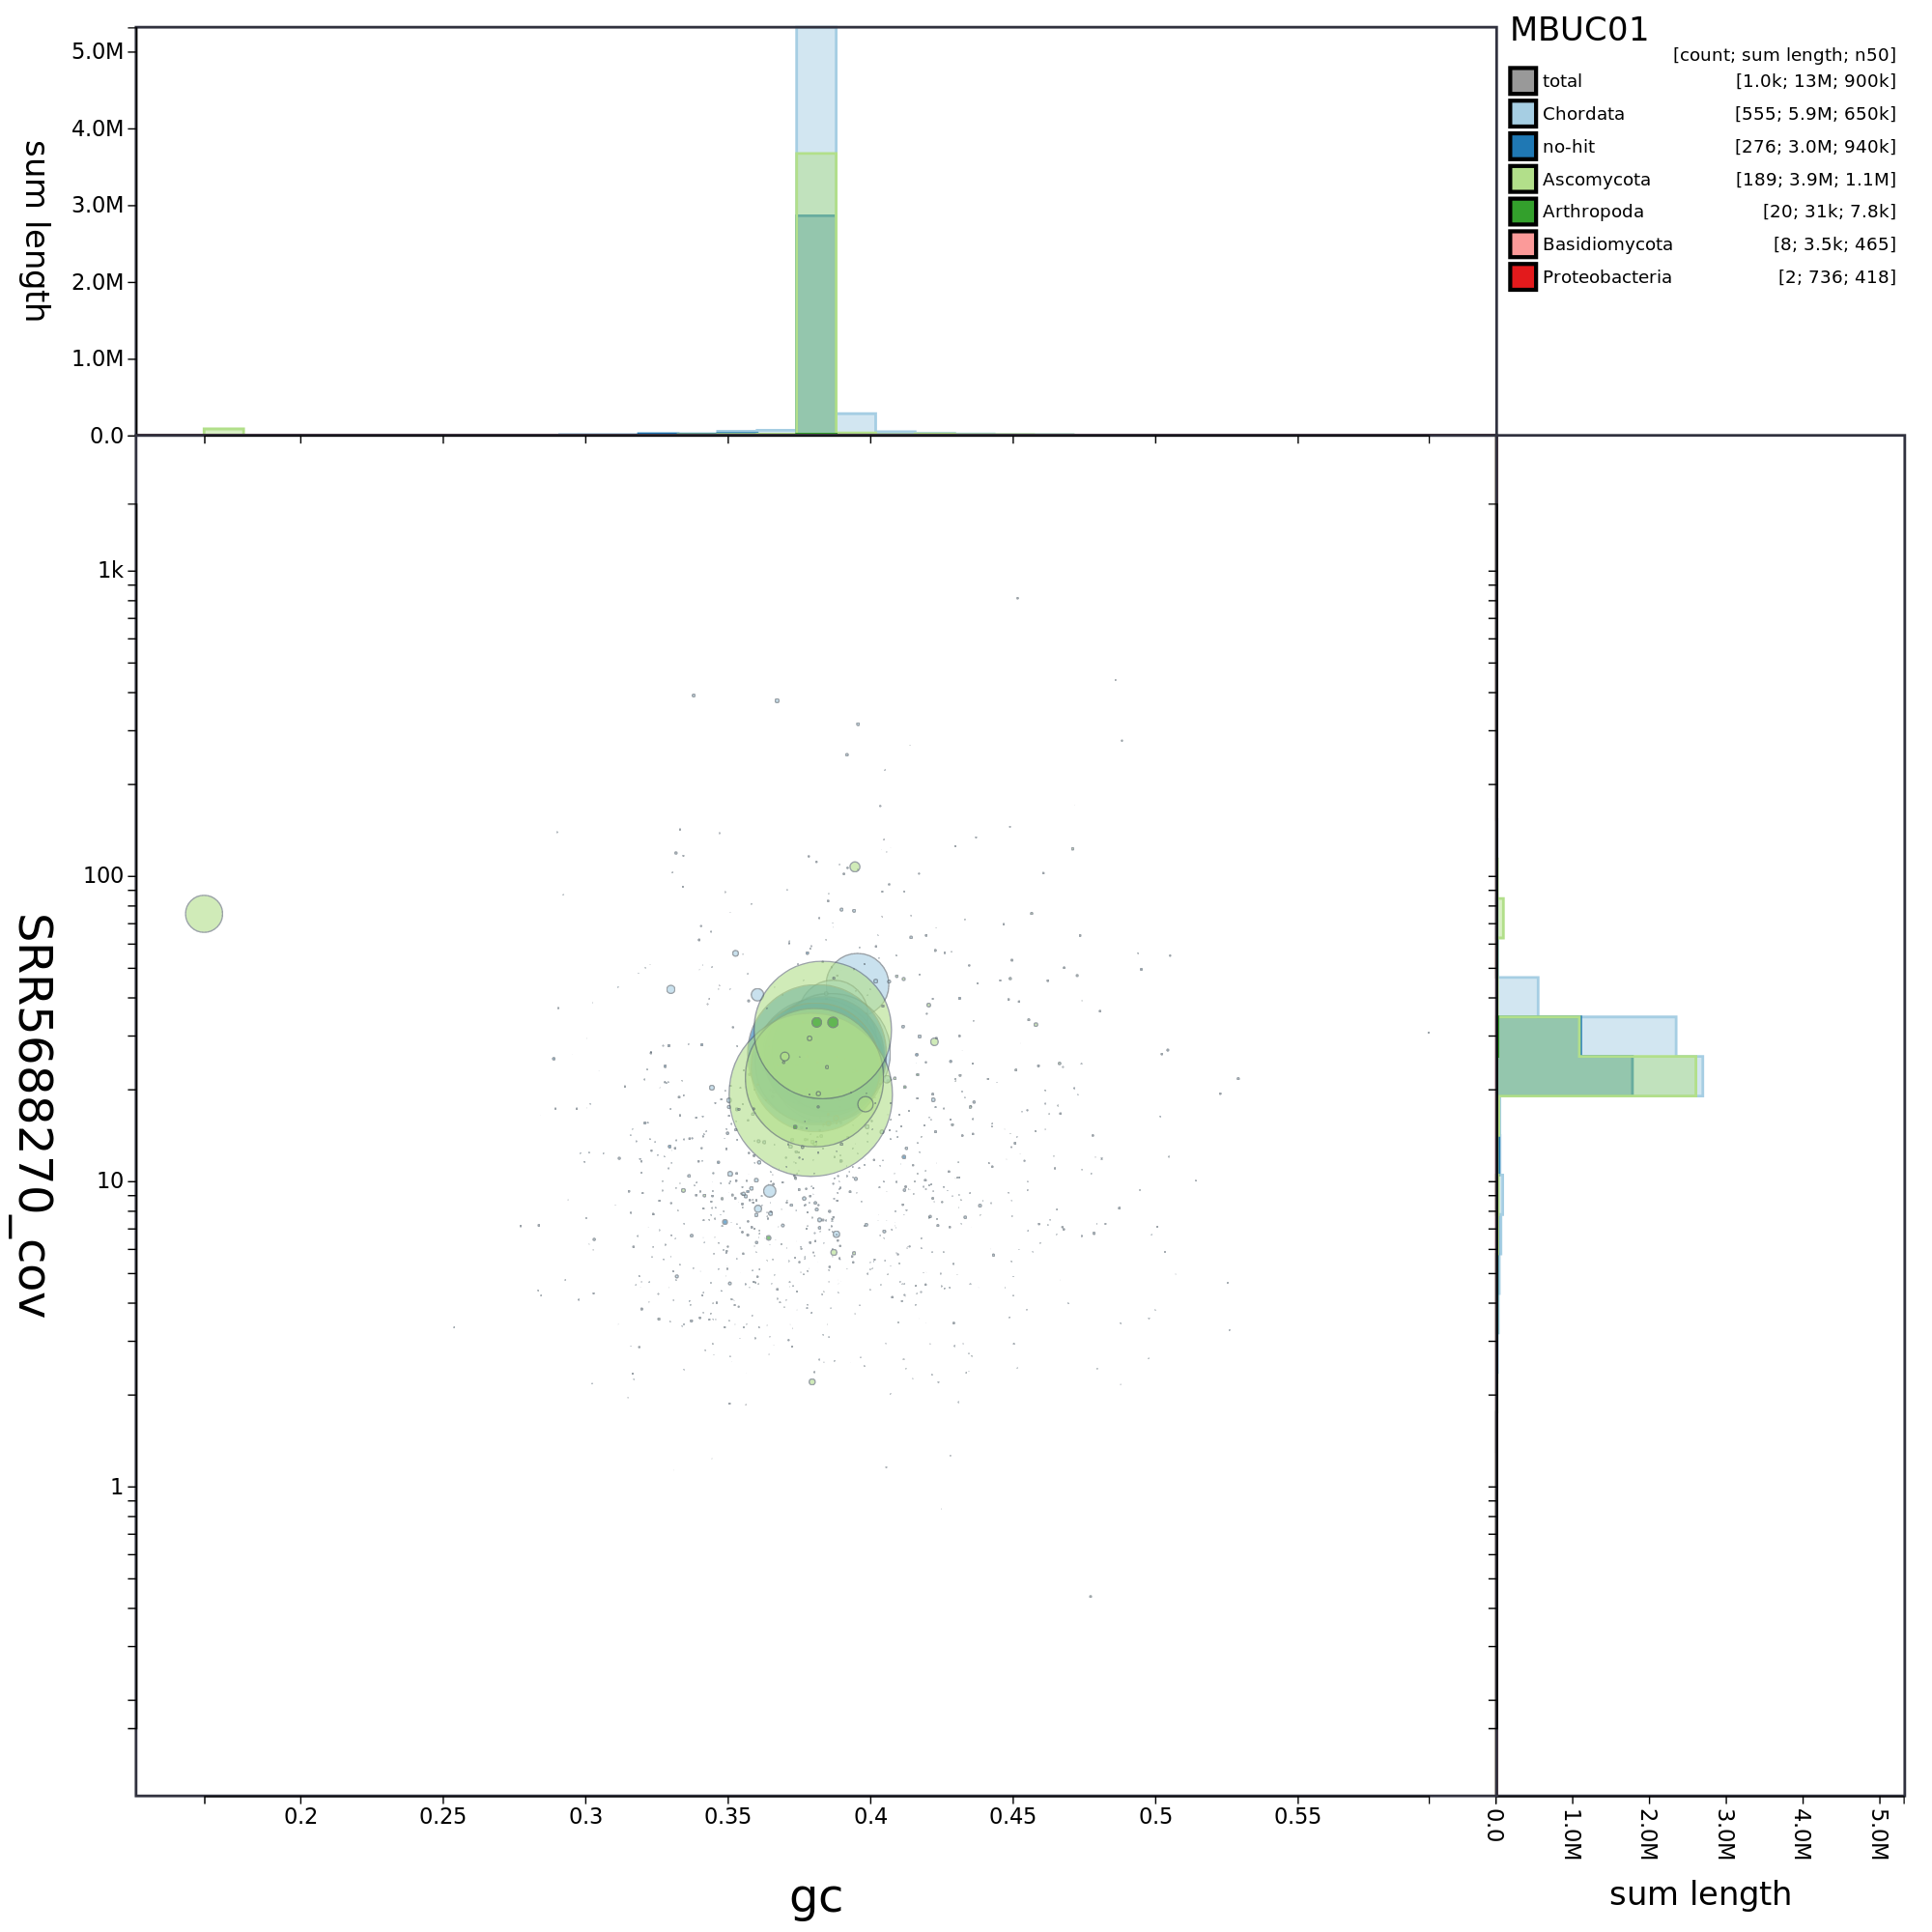 MBUC01
[count; sum length; n50]
total [1.0k; 13M; 900k]
Chordata [555; 5.9M; 650k]
no-hit [276; 3.0M; 940k]
Ascomycota [189; 3.9M; 1.1M]
Arthropoda [20; 31k; 7.8k]
Basidiomycota [8; 3.5k; 465]
Proteobacteria [2; 736; 418]
sum length
5.0M
4.0M
3.0M
2.0M
1.0M
0.0
SRR5688270_cov
1k
100
10
1
0.2 0.25 0.3 0.35 0.4 0.45 0.5 0.55
gc
0.0 1.0M 2.0M 3.0M 4.0M 5.0M
sum length